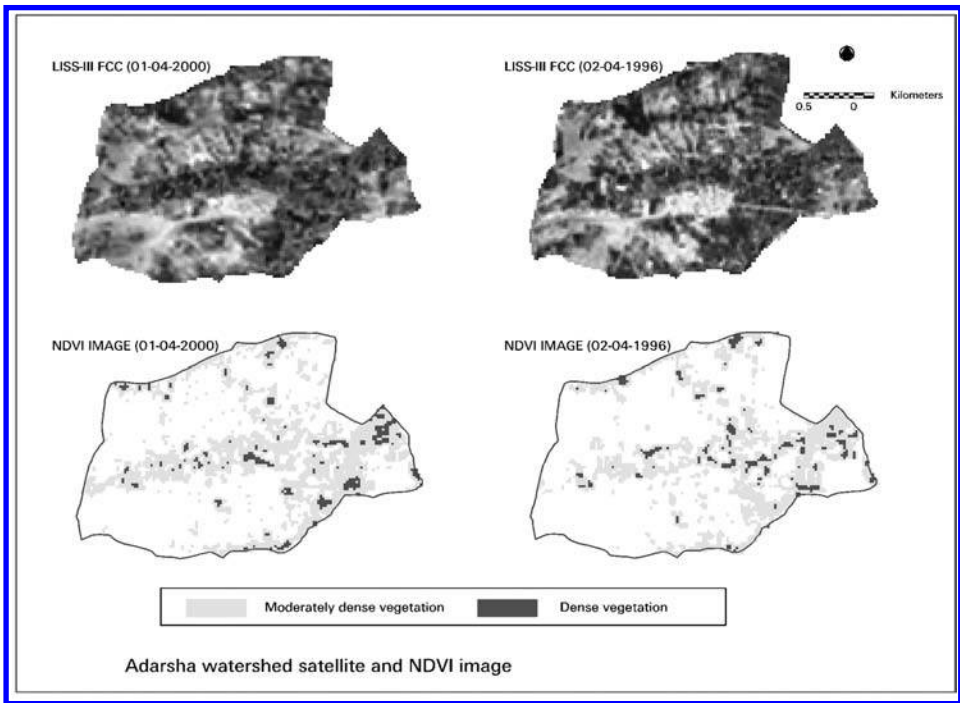 LISS-III FCC (01-04-2000)
LISS-III FCC (02-04-1996)
Kilometers
0.5 0
NDVI IMAGE (01-04-2000)
NDVI IMAGE (02-04-1996)
Moderately dense vegetation
Dense vegetation
Adarsha watershed satellite and NDVI image